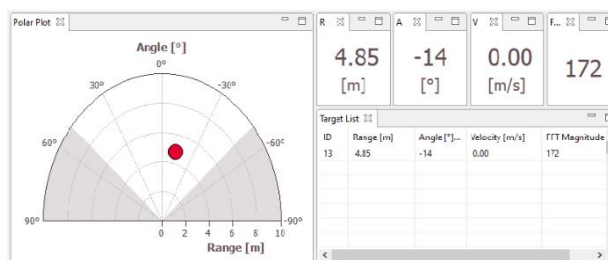 Polar Plot
Angle [°]
0°
30°
-30°
60°
-60°
90°
-90°
0 2 4 6 8 10
Range [m]
R
4.85
[m]
A
-14
[°]
V
0.00
[m/s]
F...
172
Target List
ID Range [m] Angle [°]... Velocity [m/s] FFT Magnitude
13 4.85 -14 0.00 172